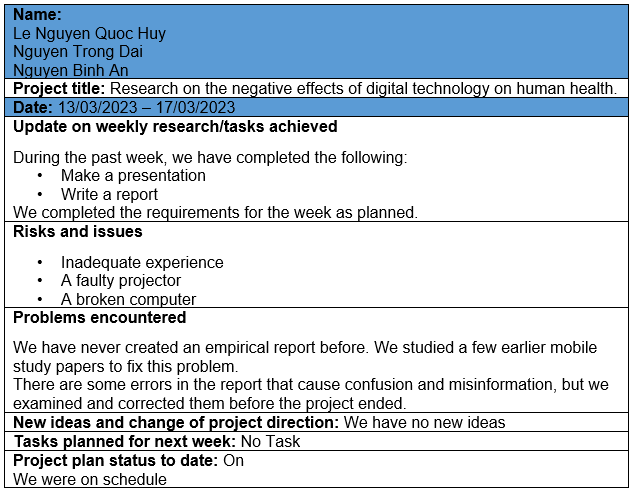 Name:
Le Nguyen Quoc Huy
Nguyen Trong Dai
Nguyen Binh An
Project title: Research on the negative effects of digital technology on human health.
Date: 13/03/2023 – 17/03/2023
Update on weekly research/tasks achieved
During the past week, we have completed the following:
• Make a presentation
• Write a report
We completed the requirements for the week as planned.
Risks and issues
• Inadequate experience
• A faulty projector
• A broken computer
Problems encountered
We have never created an empirical report before. We studied a few earlier mobile
study papers to fix this problem.
There are some errors in the report that cause confusion and misinformation, but we
examined and corrected them before the project ended.
New ideas and change of project direction: We have no new ideas
Tasks planned for next week: No Task
Project plan status to date: On
We were on schedule